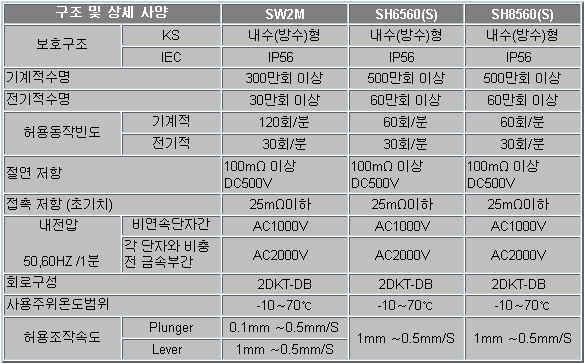 구조 및 상세 사양 SW2M SH6560(S) SH8560(S)
보호구조 KS 내수(방수)형 내수(방수)형 내수(방수)형
IEC IP56 IP56 IP56
기계적수명 300만회 이상 500만회 이상 500만회 이상
전기적수명 30만회 이상 60만회 이상 60만회 이상
허용동작빈도 기계적 120회/분 60회/분 60회/분
전기적 30회/분 30회/분 30회/분
절연 저항 100mΩ 이상 100mΩ 이상 100mΩ 이상
DC500V DC500V DC500V
접촉 저항 (초기치) 25mΩ이하 25mΩ이하 25mΩ이하
내전압 비연속단자간 AC1000V AC1000V AC1000V
50,60HZ /1분 각 단자와 비충 AC2000V AC2000V AC2000V
전 금속부간
회로구성 2DKT-DB 2DKT-DB 2DKT-DB
사용주위온도범위 -10~70℃ -10~70℃ -10~70℃
허용조작속도 Plunger 0.1mm ~0.5mm/S 1mm ~0.5mm/S 1mm ~0.5mm/S
Lever 1mm ~0.5mm/S